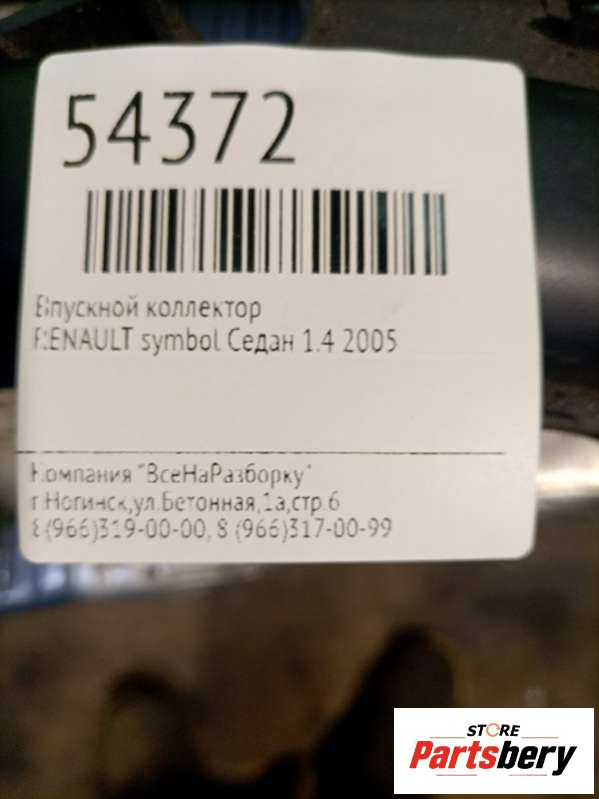 54372
Впускной коллектор
RENAULT symbol Седан 1.4 2005
Компания "ВсеНаРазборку"
г.Ногинск,ул.Бетонная,1а,стр.6
8 (966)319-00-00, 8 (966)317-00-99
STORE
Partsbery